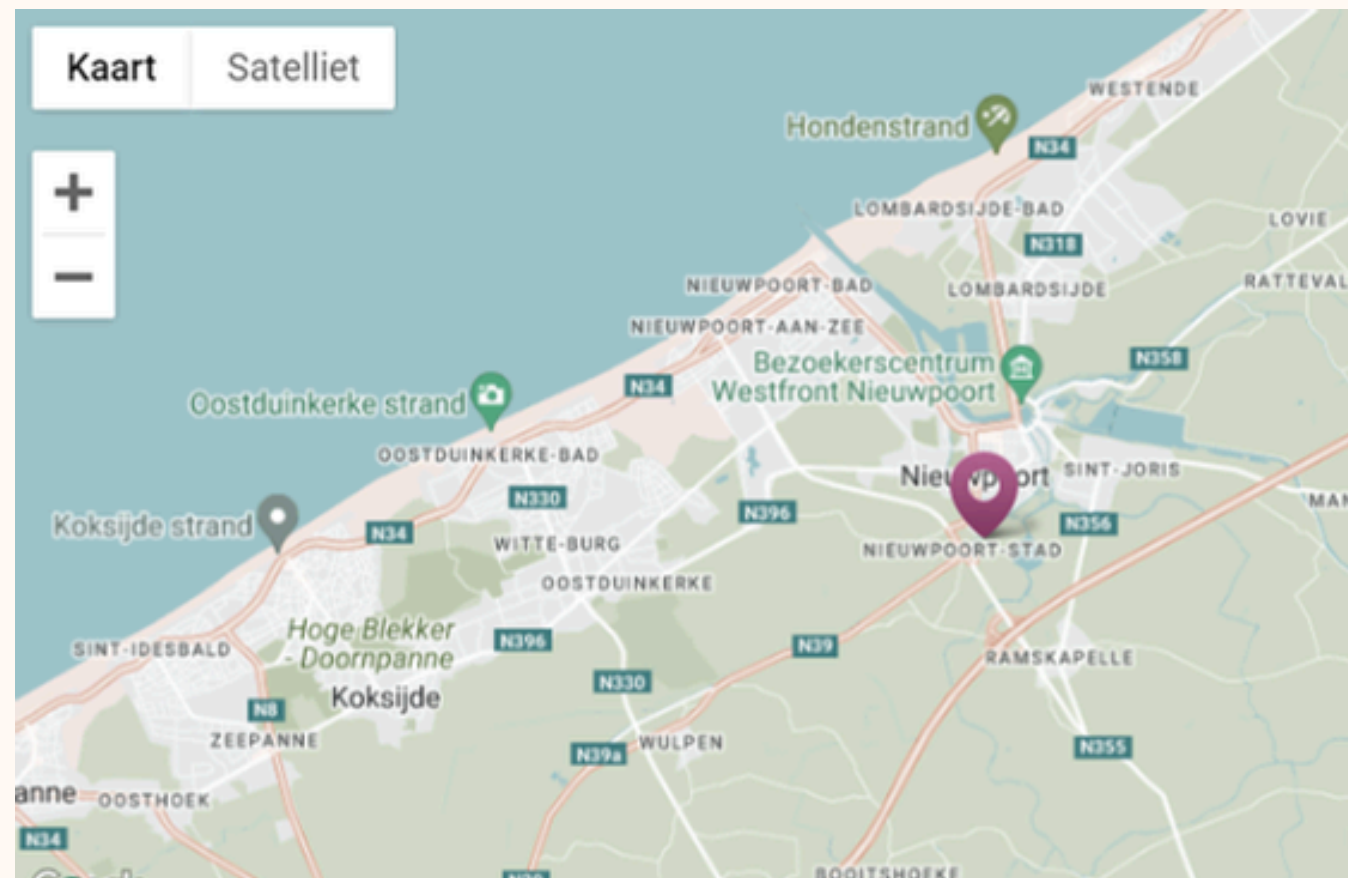 Kaart
Satelliet
WESTENDE
Hondenstrand
N34
LOMBARDSIJDE-BAD
LOVIE
N318
NIEUWPOORT-BAD
LOMBARDSIJDE
RATTEVAL
NIEUWPOORT-AAN-ZEE
Bezoekerscentrum
Westfront Nieuwpoort
N358
N34
Oostduinkerke strand
OOSTDUINKERKE-BAD
SINT-JORIS
N330
N396
MAN
Koksijde strand
N34
N356
WITTE-BURG
NIEUWPOORT-STAD
OOSTDUINKERKE
Hoge Blekker
- Doornpanne
N396
N39
SINT-IDESBALD
RAMSKAPELLE
N330
Koksijde
N8
ZEEPANNE
N39a
WULPEN
N355
anne
OOSTHOEK
N34